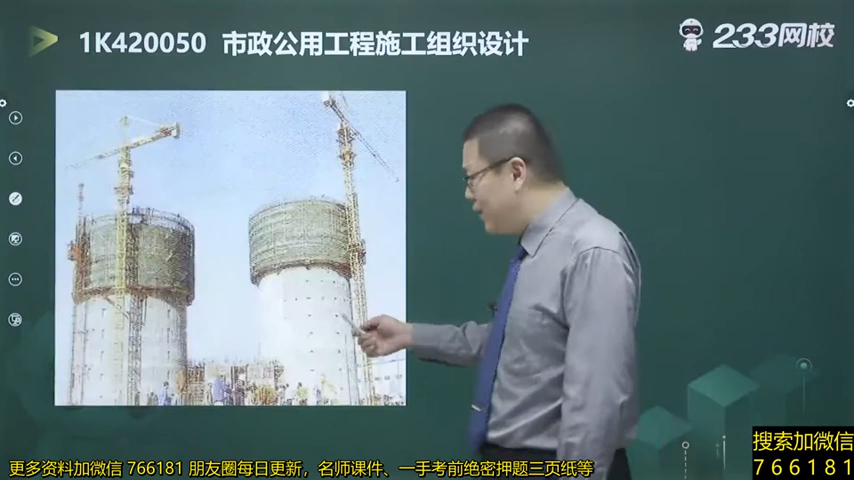 1K420050 市政公用工程施工组织设计
233网校
搜索加微信
766181
更多资料加微信 766181 朋友圈每日更新，名师课件、一手考前绝密押题三页纸等